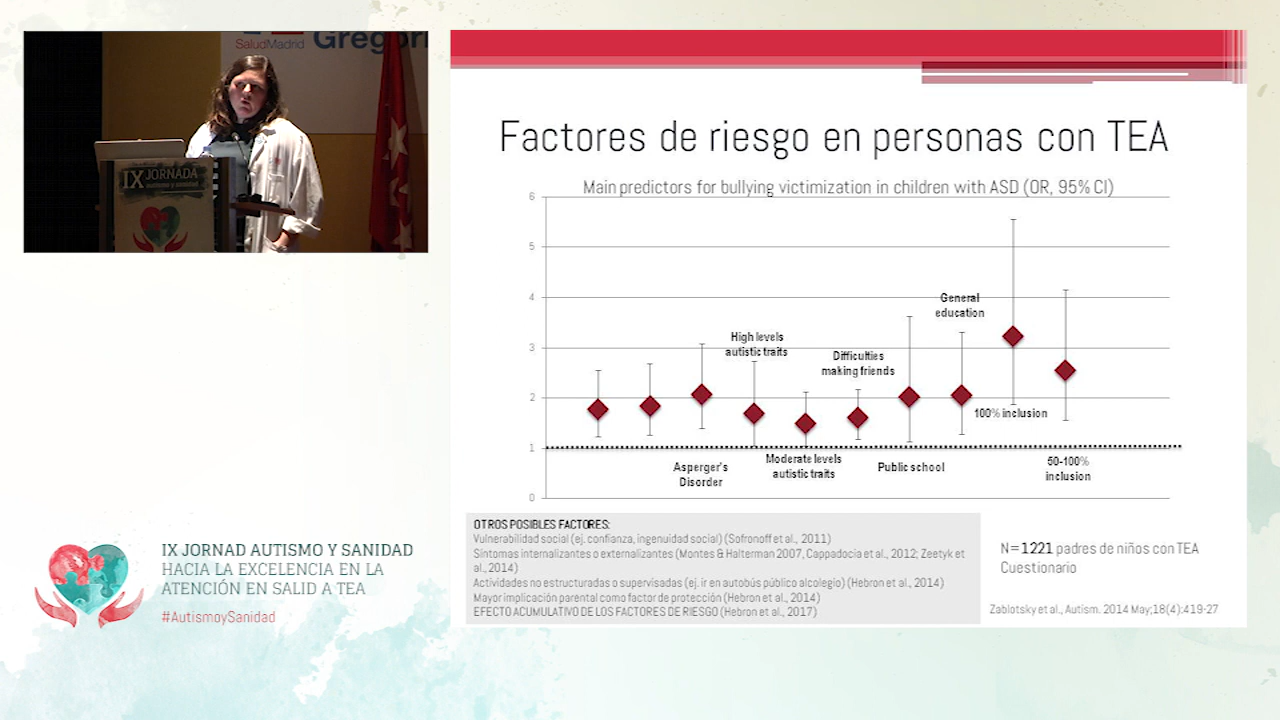 SaludMadrid
Gregori
IX JORNADA
autismo y sanidad
Factores de riesgo en personas con TEA
Main predictors for bullying victimization in children with ASD (OR, 95% CI)
6
5
4
3
2
1
0
General
education
High levels
autistic traits
Difficulties
making friends
100% inclusion
Asperger's
Disorder
Moderate levels
autistic traits
Public school
50-100%
inclusion
OTROS POSIBLES FACTORES:
Vulnerabilidad social (ej. confianza, ingenuidad social) (Sofronoff et al., 2011)
Síntomas internalizantes o externalizantes (Montes & Halterman 2007, Cappadocia et al., 2012; Zeetyk et
al., 2014)
Actividades no estructuradas o supervisadas (ej. ir en autobús público alcolegio) (Hebron et al., 2014)
Mayor implicación parental como factor de protección (Hebron et al., 2014)
EFECTO ACUMULATIVO DE LOS FACTORES DE RIESGO (Hebron et al., 2017)
N=1221 padres de niños con TEA
Cuestionario
Zablotsky et al., Autism. 2014 May;18(4):419-27
IX JORNAD AUTISMO Y SANIDAD
HACIA LA EXCELENCIA EN LA
ATENCIÓN EN SALID A TEA
#AutismoySanidad